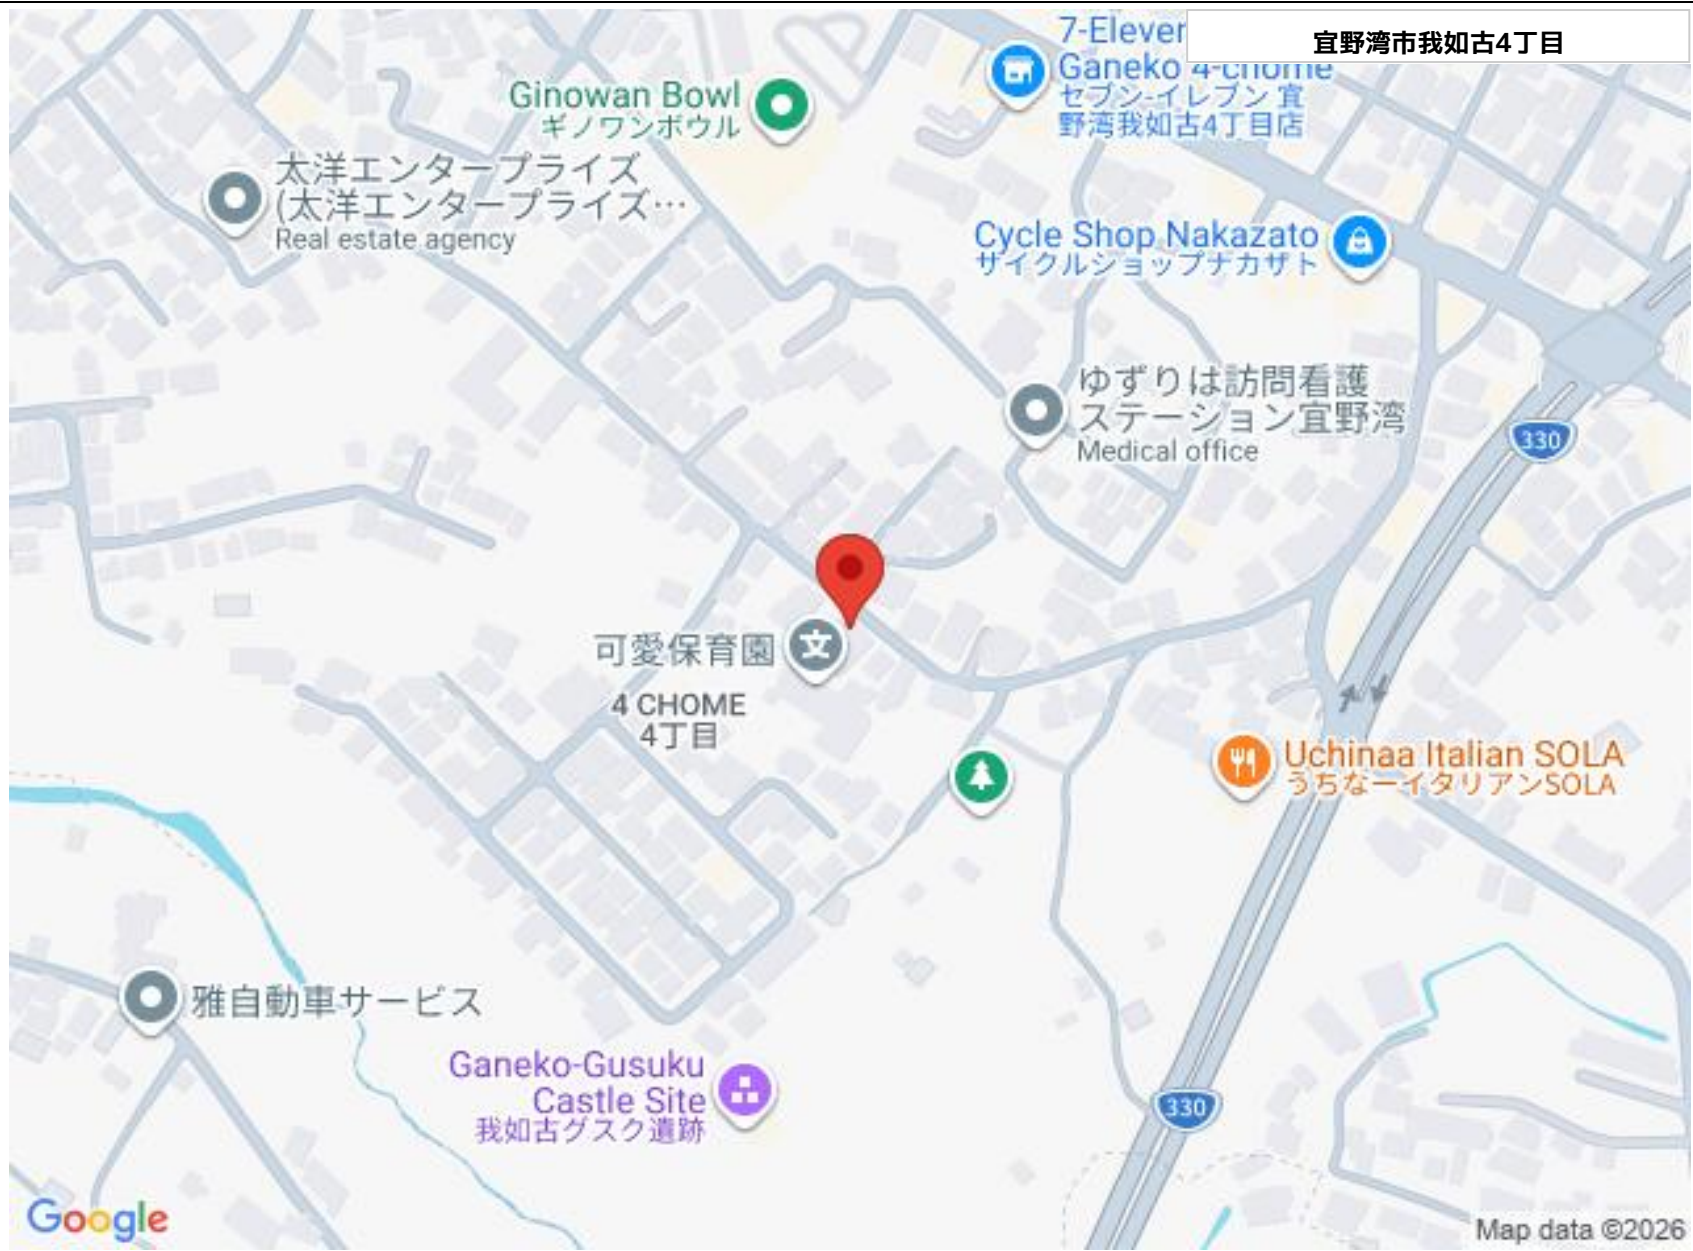 宜野湾市我如古4丁目
7-Eleven
Ganeko 4-chome
セブン-イレブン 宜
野湾我如古4丁目店
Ginowan Bowl
ギノワンボウル
太洋エンタープライズ
(太洋エンタープライズ…
Real estate agency
Cycle Shop Nakazato
サイクルショップナカザト
ゆずりは訪問看護
ステーション宜野湾
Medical office
330
可愛保育園
文
4 CHOME
4丁目
Uchinaa Italian SOLA
うちなーイタリアンSOLA
雅自動車サービス
Ganeko-Gusuku
Castle Site
我如古グスク遺跡
330
Google
Map data ©2026